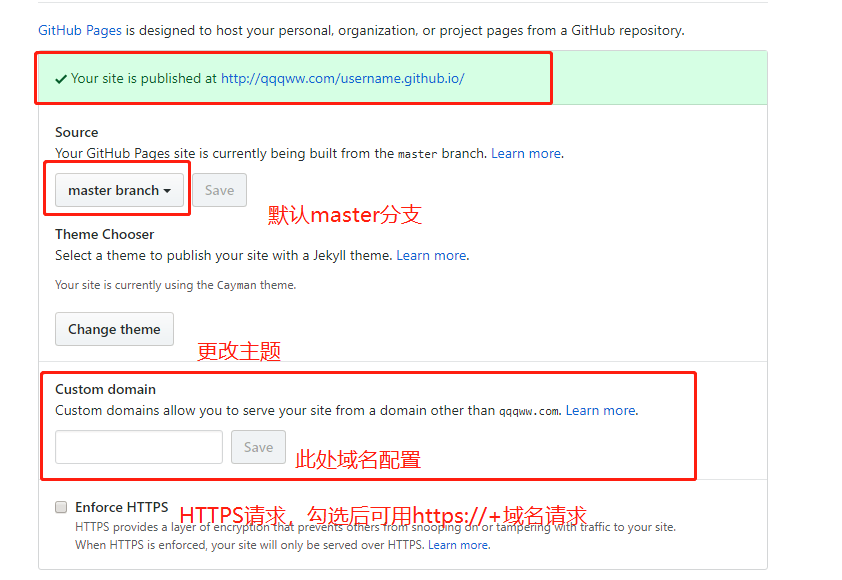 GitHub Pages is designed to host your personal, organization, or project pages from a GitHub repository.
✔ Your site is published at http://qqqww.com/username.github.io/
Source
Your GitHub Pages site is currently being built from the master branch. Learn more.
master branch Save
默认master分支
Theme Chooser
Select a theme to publish your site with a Jekyll theme. Learn more.
Your site is currently using the Cayman theme.
Change theme
更改主题
Custom domain
Custom domains allow you to serve your site from a domain other than qqqww.com. Learn more.
Save
此处域名配置
Enforce HTTPS
HTTPS请求，勾选后可用https://+域名请求
HTTPS provides a layer of encryption that prevents others from snooping on or tampering with traffic to your site.
When HTTPS is enforced, your site will only be served over HTTPS. Learn more.